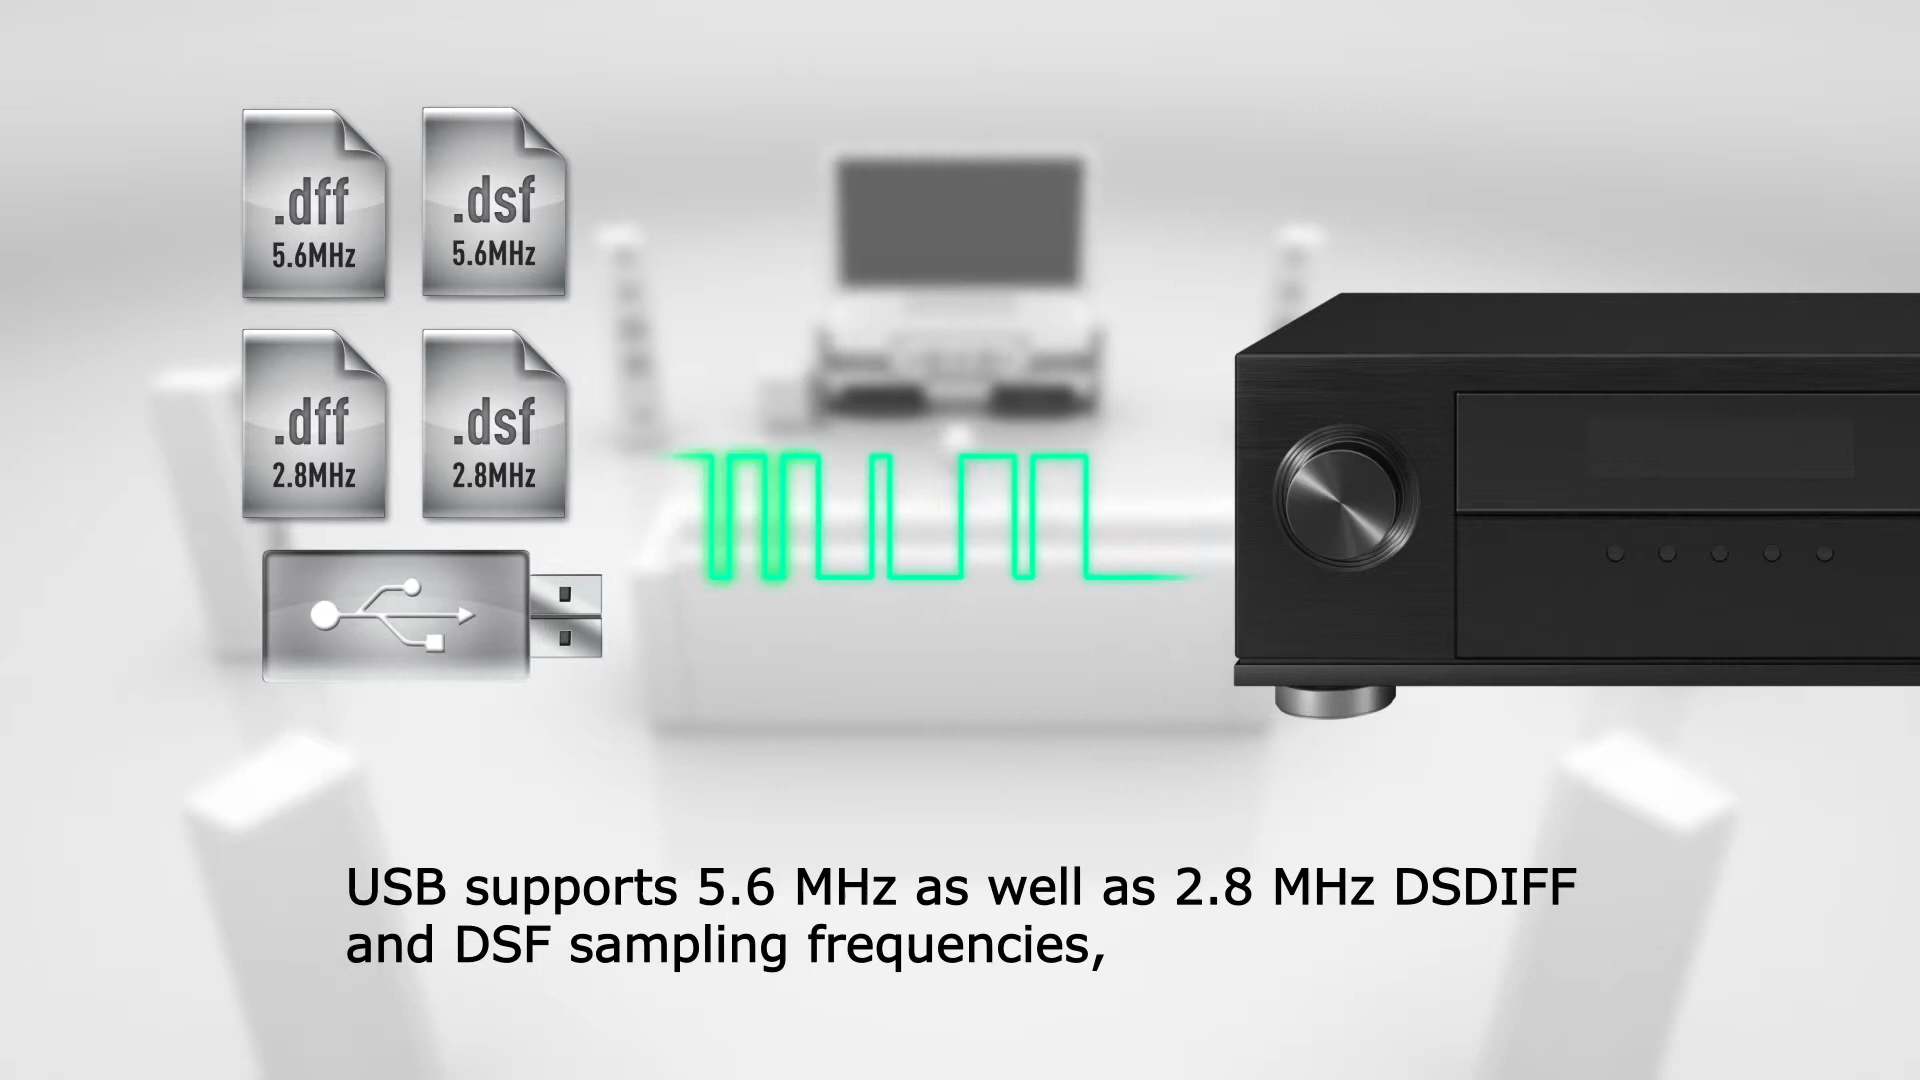 .dff
5.6MHz
.dsf
5.6MHz
.dff
2.8MHz
.dsf
2.8MHz
USB supports 5.6 MHz as well as 2.8 MHz DSDIFF
and DSF sampling frequencies,